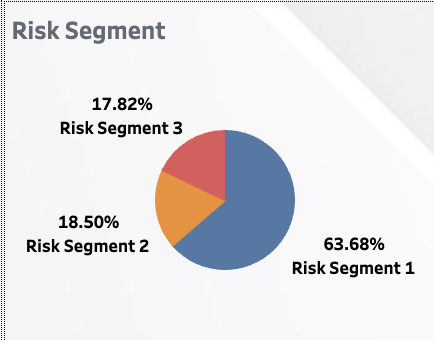 Risk Segment
17.82%
Risk Segment 3
18.50%
Risk Segment 2
63.68%
Risk Segment 1